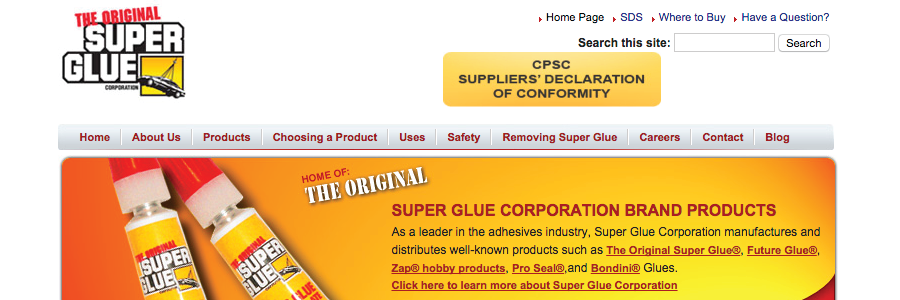 THE ORIGINAL
SUPER
GLUE
CORPORATION
Home Page SDS Where to Buy Have a Question?
Search this site: Search
CPSC
SUPPLIERS' DECLARATION
OF CONFORMITY
Home About Us Products Choosing a Product Uses Safety Removing Super Glue Careers Contact Blog
HOME OF:
THE ORIGINAL
SUPER GLUE CORPORATION BRAND PRODUCTS
As a leader in the adhesives industry, Super Glue Corporation manufactures and
distributes well-known products such as The Original Super Glue®, Future Glue®,
Zap® hobby products, Pro Seal®,and Bondini® Glues.
Click here to learn more about Super Glue Corporation
THE ORIGINAL
SUPER
GLUE
THE ORIGINAL
SUPER
GLUE